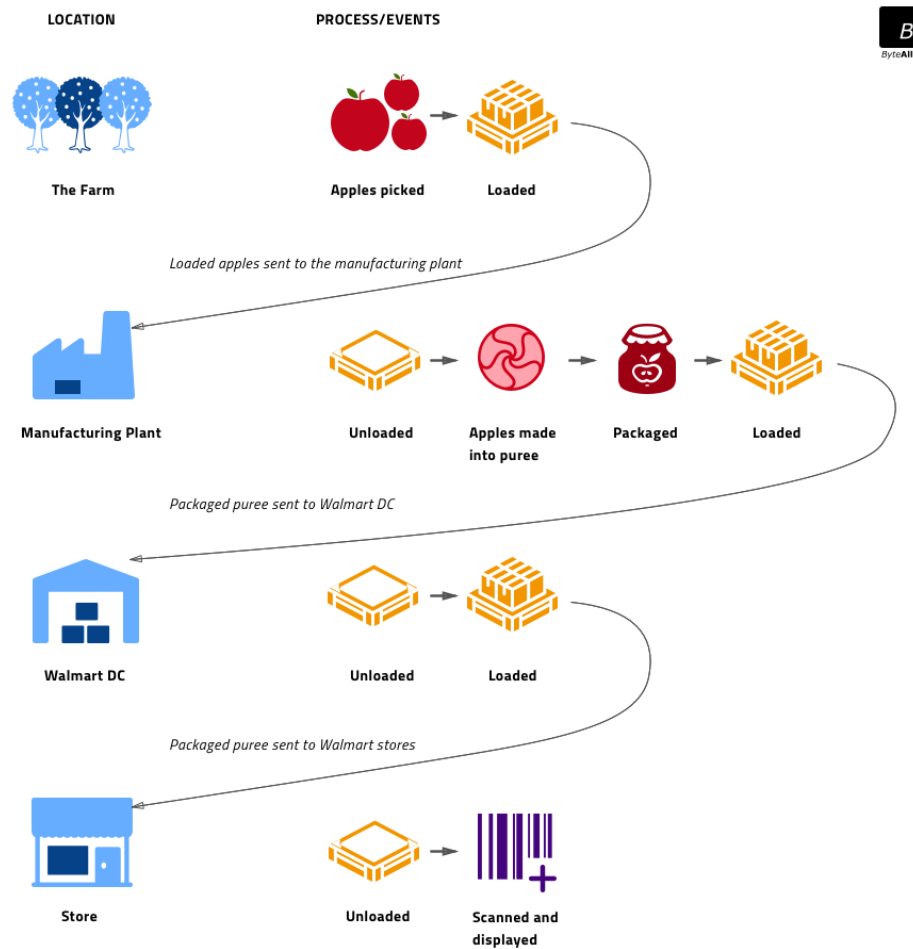 LOCATION
PROCESS/EVENTS
B
ByteAll
The Farm
Apples picked
Loaded
Loaded apples sent to the manufacturing plant
Manufacturing Plant
Unloaded
Apples made
into puree
Packaged
Loaded
Packaged puree sent to Walmart DC
Walmart DC
Unloaded
Loaded
Packaged puree sent to Walmart stores
Store
Unloaded
Scanned and
displayed